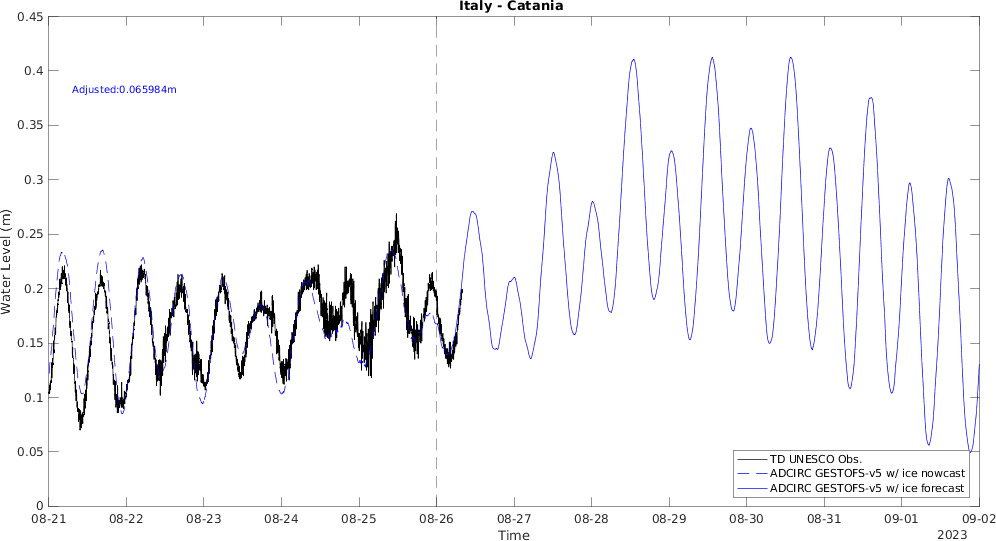 Italy - Catania
0.45
0.4
0.35
0.3
0.25
0.2
0.15
0.1
0.05
0
Water Level (m)
Adjusted:0.065984m
TD UNESCO Obs.
ADCIRC GESTOFS-v5 w/ ice nowcast
ADCIRC GESTOFS-v5 w/ ice forecast
08-21 08-22 08-23 08-24 08-25 08-26 08-27 08-28 08-29 08-30 08-31 09-01 09-02
Time
2023